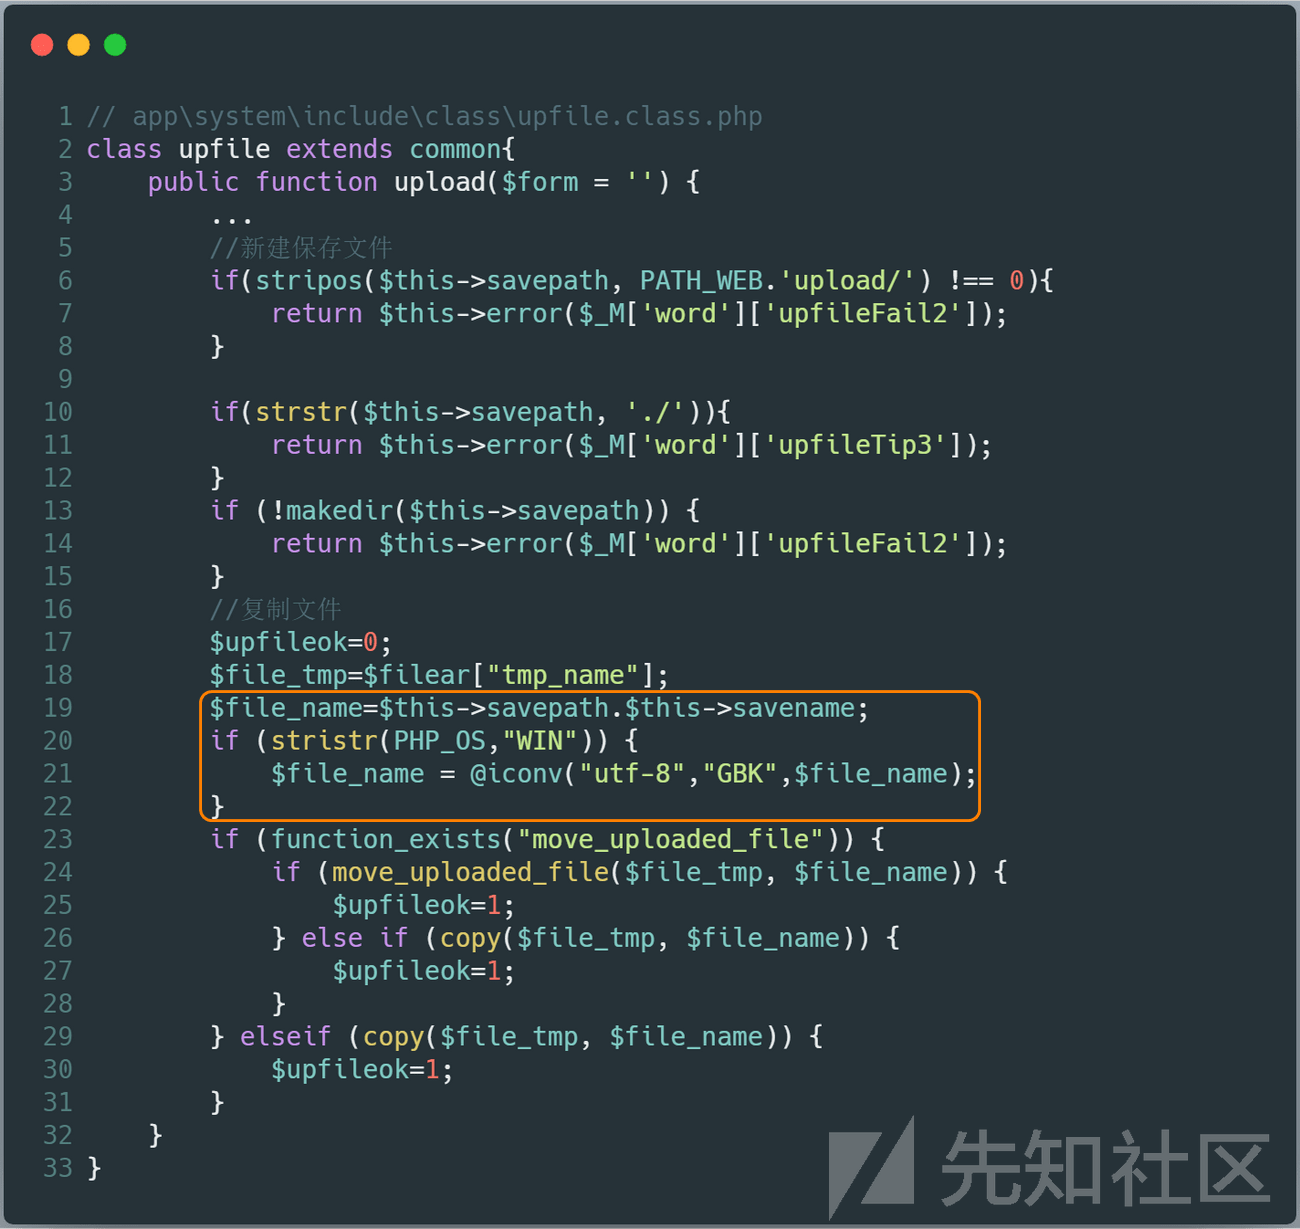 1 // app\system\include\class\upfile.class.php
2 class upfile extends common{
3     public function upload($form = '') {
4         ...
5         //新建保存文件
6         if(stripos($this->savepath, PATH_WEB.'upload/') !== 0){
7             return $this->error($_M['word']['upfileFail2']);
8         }
9
10         if(strstr($this->savepath, './')){
11             return $this->error($_M['word']['upfileTip3']);
12         }
13         if (!makedir($this->savepath)) {
14             return $this->error($_M['word']['upfileFail2']);
15         }
16         //复制文件
17         $upfileok=0;
18         $file_tmp=$filear["tmp_name"];
19         $file_name=$this->savepath.$this->savename;
20         if (stristr(PHP_OS,"WIN")) {
21             $file_name = @iconv("utf-8","GBK",$file_name);
22         }
23         if (function_exists("move_uploaded_file")) {
24             if (move_uploaded_file($file_tmp, $file_name)) {
25                 $upfileok=1;
26             } else if (copy($file_tmp, $file_name)) {
27                 $upfileok=1;
28             }
29         } elseif (copy($file_tmp, $file_name)) {
30             $upfileok=1;
31         }
32     }
33 }
先知社区